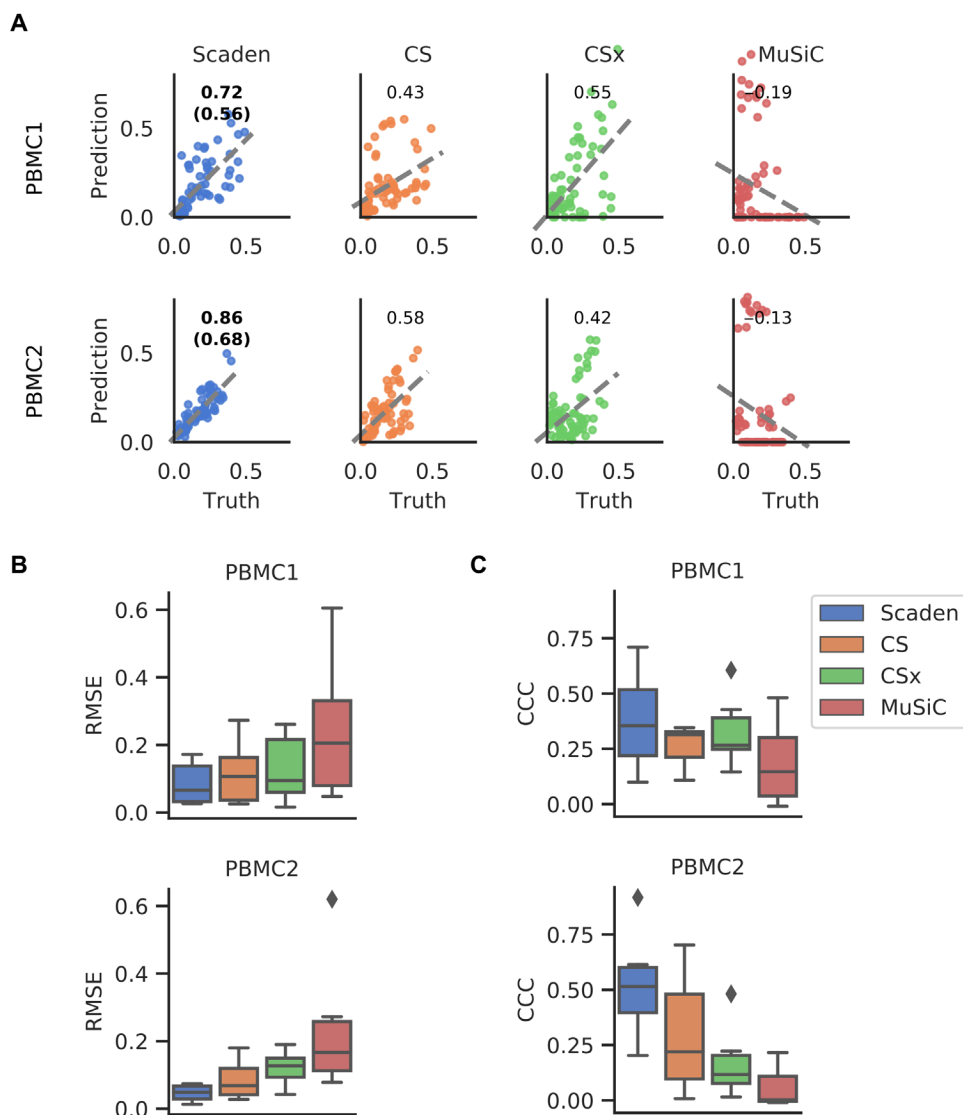 A
Scaden CS CSx MuSiC
PBMC1
Prediction
0.5
0.0
0.72
(0.56)
0.43
0.55
−0.19
0.0 0.5 0.0 0.5 0.0 0.5 0.0 0.5
PBMC2
Prediction
0.5
0.0
0.86
(0.68)
0.58
0.42
−0.13
0.0 0.5 0.0 0.5 0.0 0.5 0.0 0.5
Truth Truth Truth Truth
B
PBMC1
RMSE
0.6
0.4
0.2
0.0
PBMC2
RMSE
0.6
0.4
0.2
0.0
C
PBMC1
CCC
0.75
0.50
0.25
0.00
Scaden
CS
CSx
MuSiC
PBMC2
CCC
0.75
0.50
0.25
0.00